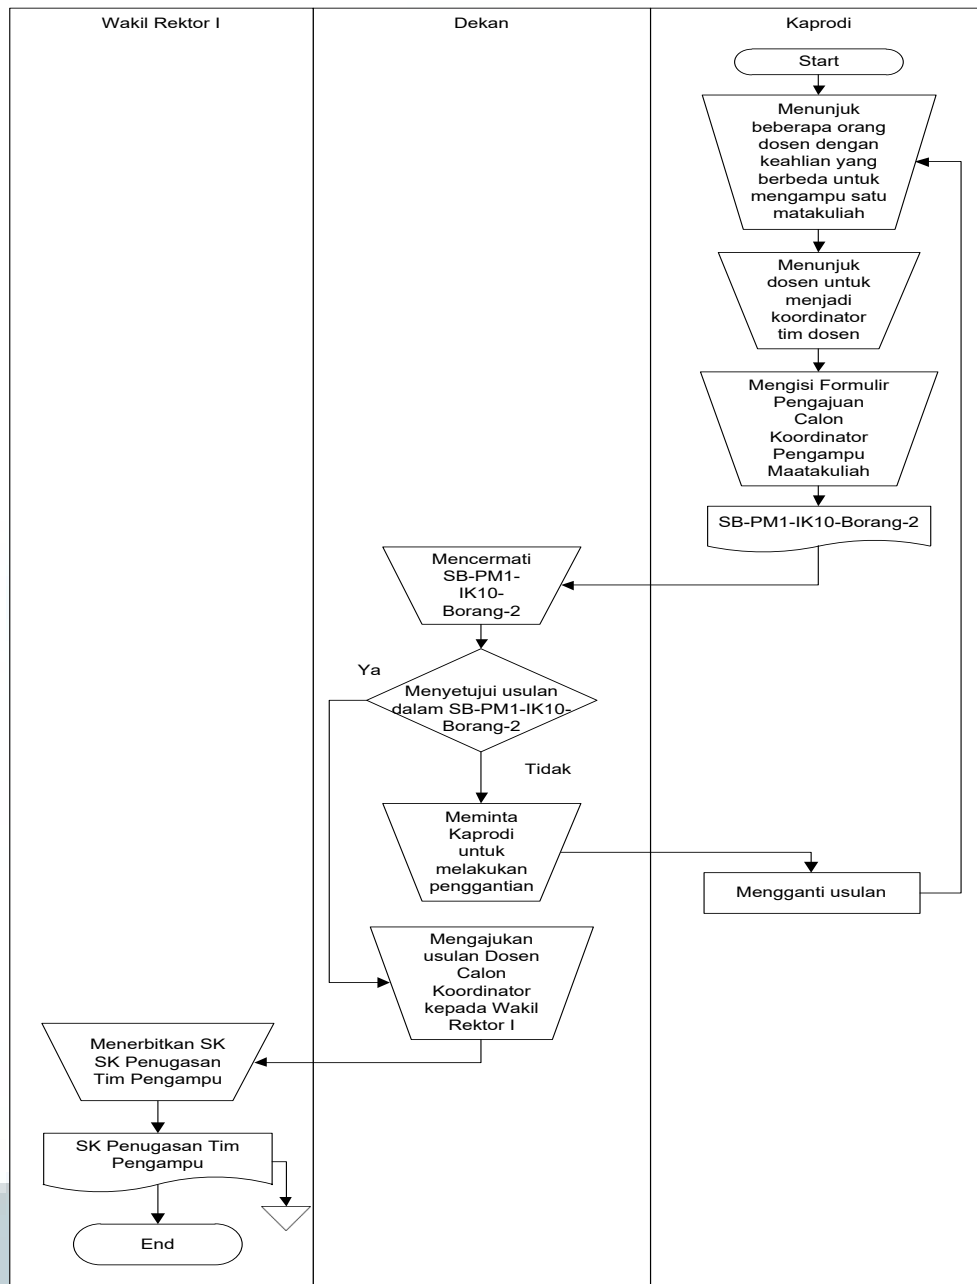 Wakil Rektor I
Dekan
Kaprodi
Start
Menunjuk
beberapa orang
dosen dengan
keahlian yang
berbeda untuk
mengampu satu
matakuliah
Menunjuk
dosen untuk
menjadi
koordinator
tim dosen
Mengisi Formulir
Pengajuan
Calon
Koordinator
Pengampu
Maatakuliah
SB-PM1-IK10-Borang-2
Mencermati
SB-PM1-
IK10-
Borang-2
Ya
Menyetujui usulan
dalam SB-PM1-IK10-
Borang-2
Tidak
Meminta
Kaprodi
untuk
melakukan
penggantian
Mengganti usulan
Mengajukan
usulan Dosen
Calon
Koordinator
kepada Wakil
Rektor I
Menerbitkan SK
SK Penugasan
Tim Pengampu
SK Penugasan Tim
Pengampu
End